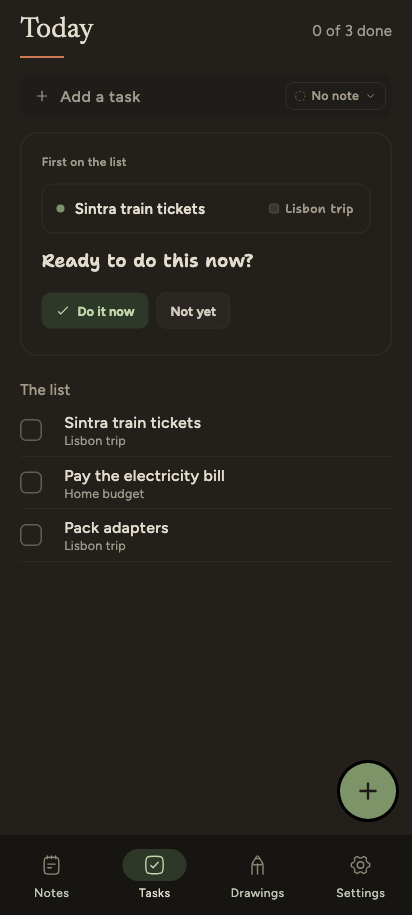 Today
0 of 3 done
Add a task
No note
First on the list
Sintra train tickets
Lisbon trip
Ready to do this now?
Do it now
Not yet
The list
Sintra train tickets
Lisbon trip
Pay the electricity bill
Home budget
Pack adapters
Lisbon trip
Notes
Tasks
Drawings
Settings